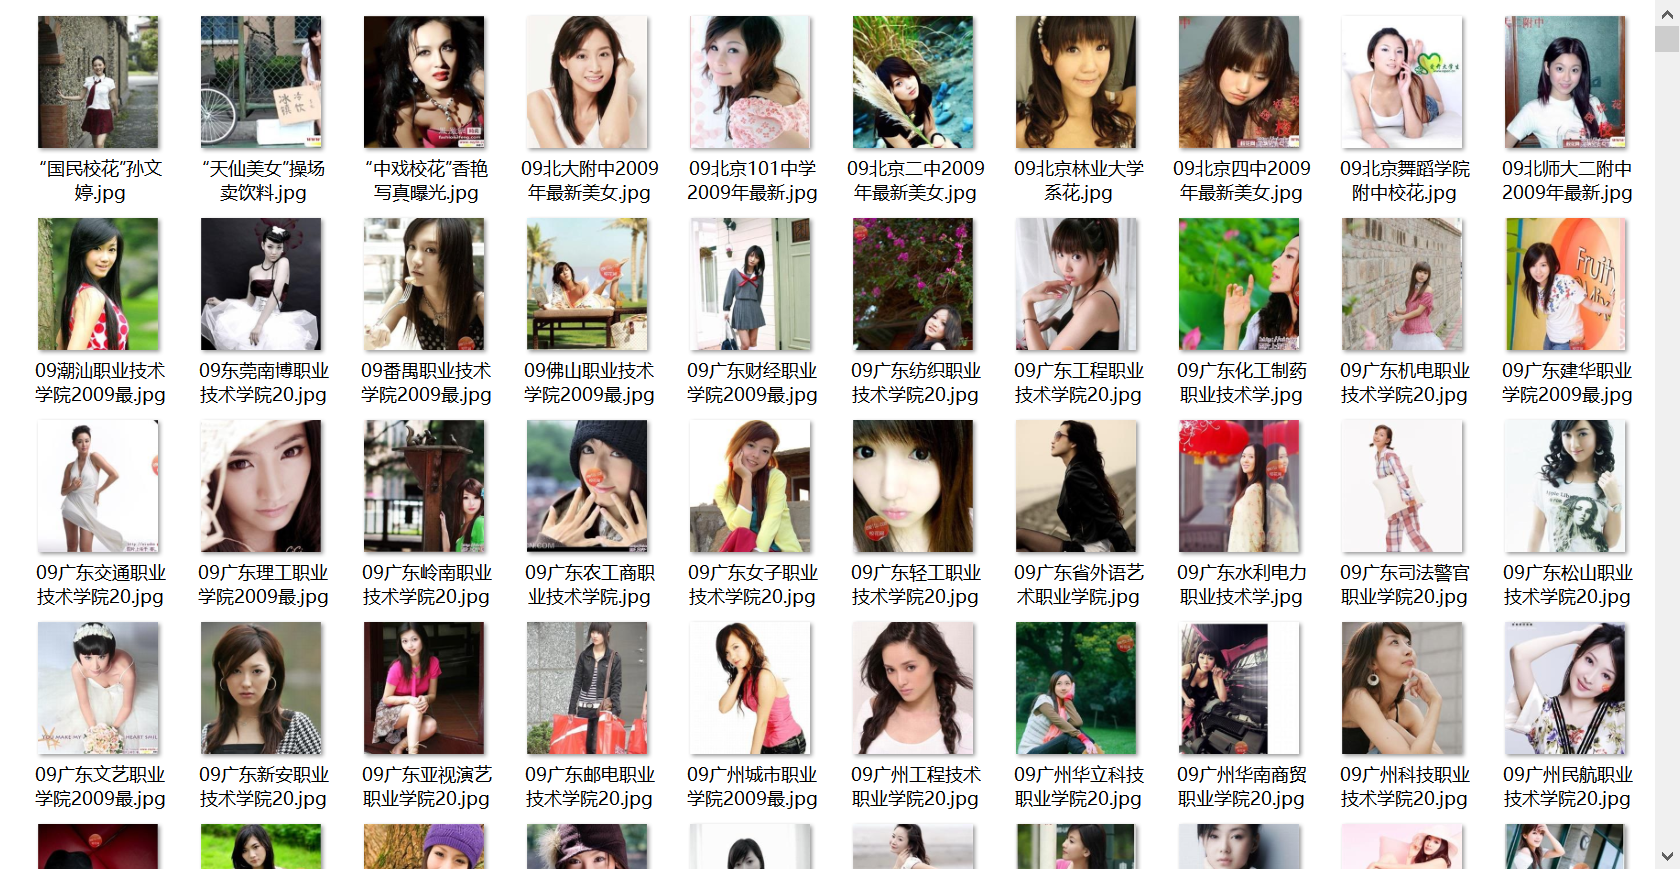 “国民校花”孙文
婷.jpg
“天仙美女”操场
卖饮料.jpg
“中戏校花”香艳
写真曝光.jpg
09北大附中2009
年最新美女.jpg
09北京101中学
2009年最新.jpg
09北京二中2009
年最新美女.jpg
09北京林业大学
系花.jpg
09北京四中2009
年最新美女.jpg
09北京舞蹈学院
附中校花.jpg
09北师大二附中
2009年最新.jpg
09潮汕职业技术
学院2009最.jpg
09东莞南博职业
技术学院20.jpg
09番禺职业技术
学院2009最.jpg
09佛山职业技术
学院2009最.jpg
09广东财经职业
学院2009最.jpg
09广东纺织职业
技术学院20.jpg
09广东工程职业
技术学院20.jpg
09广东化工制药
职业技术学.jpg
09广东机电职业
技术学院20.jpg
09广东建华职业
学院2009最.jpg
09广东交通职业
技术学院20.jpg
09广东理工职业
学院2009最.jpg
09广东岭南职业
技术学院20.jpg
09广东农工商职
业技术学院.jpg
09广东女子职业
技术学院20.jpg
09广东轻工职业
技术学院20.jpg
09广东省外语艺
术职业学院.jpg
09广东水利电力
职业技术学.jpg
09广东司法警官
职业学院20.jpg
09广东松山职业
技术学院20.jpg
09广东文艺职业
学院2009最.jpg
09广东新安职业
技术学院20.jpg
09广东亚视演艺
职业学院20.jpg
09广东邮电职业
技术学院20.jpg
09广州城市职业
学院2009最.jpg
09广州工程技术
职业学院20.jpg
09广州华立科技
职业学院20.jpg
09广州华南商贸
职业学院20.jpg
09广州科技职业
技术学院20.jpg
09广州民航职业
技术学院20.jpg